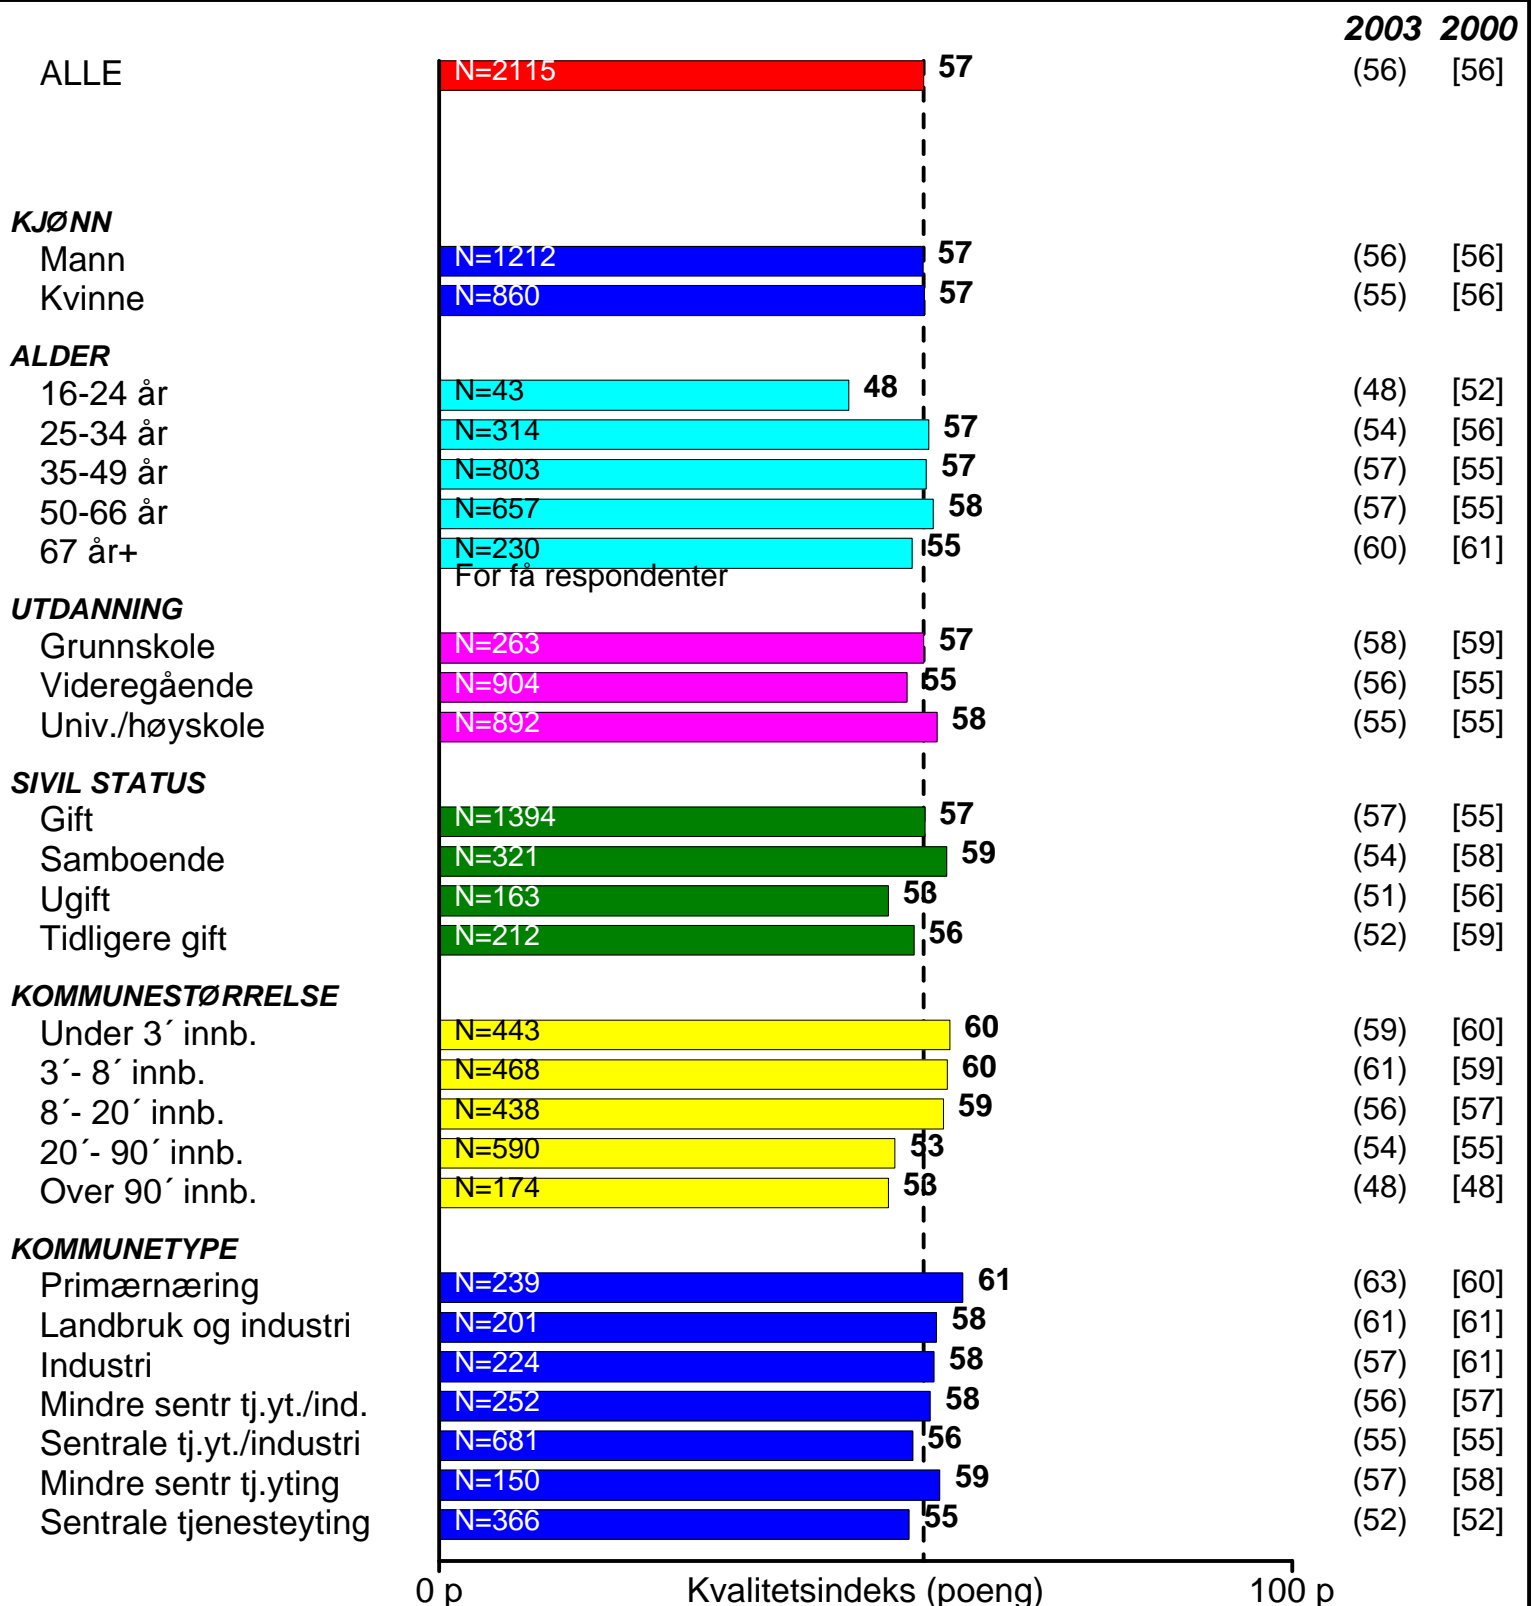 2003 2000
ALLE N=2115 57 (56) [56]
KJØNN
Mann N=1212 57 (56) [56]
Kvinne N=860 57 (55) [56]
ALDER
16-24 år N=43 48 (48) [52]
25-34 år N=314 57 (54) [56]
35-49 år N=803 57 (57) [55]
50-66 år N=657 58 (57) [55]
67 år+ N=230 55 (60) [61]
For få respondenter
UTDANNING
Grunnskole N=263 57 (58) [59]
Videregående N=904 55 (56) [55]
Univ./høyskole N=892 58 (55) [55]
SIVIL STATUS
Gift N=1394 57 (57) [55]
Samboende N=321 59 (54) [58]
Ugift N=163 53 (51) [56]
Tidligere gift N=212 56 (52) [59]
KOMMUNESTØRRELSE
Under 3´ innb. N=443 60 (59) [60]
3´- 8´ innb. N=468 60 (61) [59]
8´- 20´ innb. N=438 59 (56) [57]
20´- 90´ innb. N=590 53 (54) [55]
Over 90´ innb. N=174 53 (48) [48]
KOMMUNETYPE
Primærnæring N=239 61 (63) [60]
Landbruk og industri N=201 58 (61) [61]
Industri N=224 58 (57) [61]
Mindre sentr tj.yt./ind. N=252 58 (56) [57]
Sentrale tj.yt./industri N=681 56 (55) [55]
Mindre sentr tj.yting N=150 59 (57) [58]
Sentrale tjenesteyting N=366 55 (52) [52]
0 p Kvalitetsindeks (poeng) 100 p